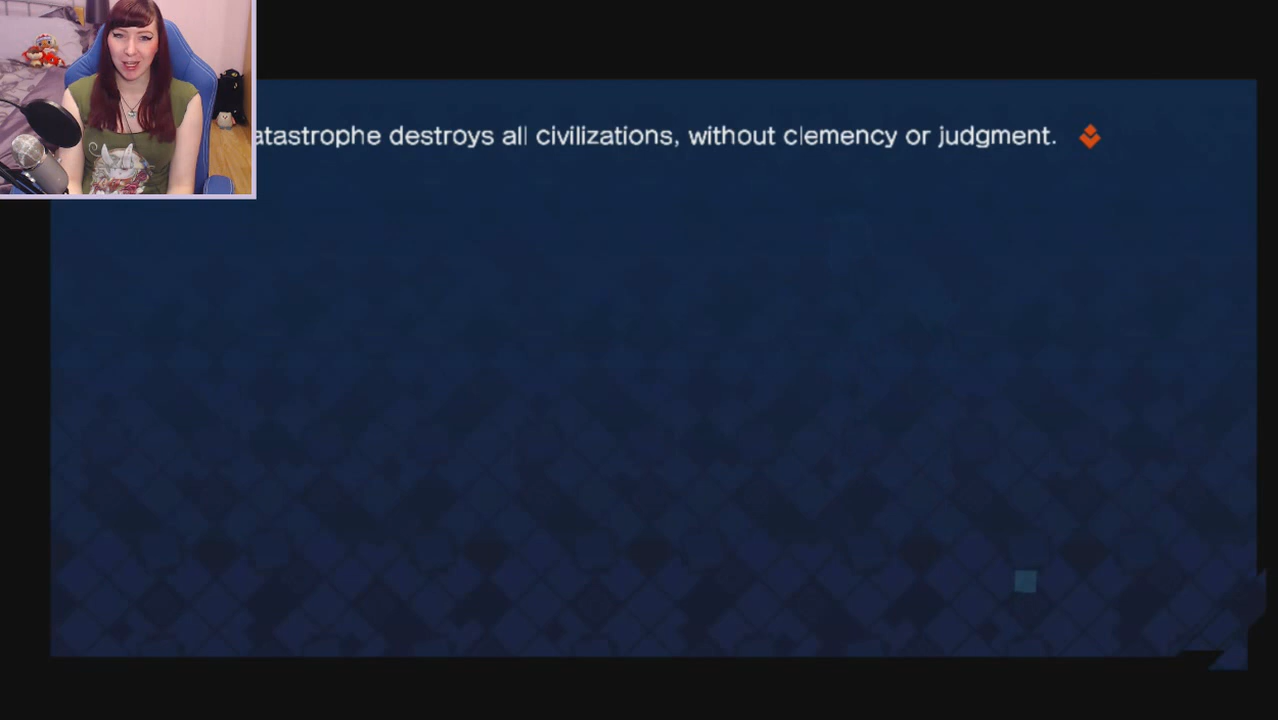 atastrophe destroys all civilizations, without clemency or judgment.